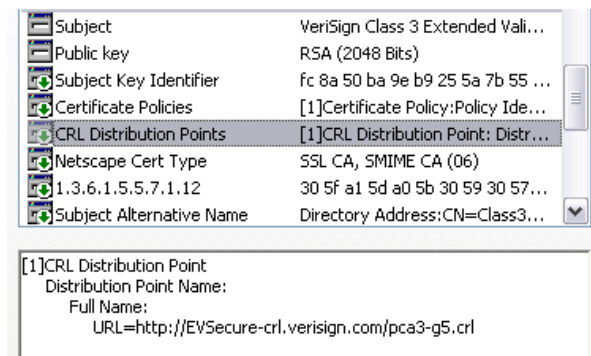 Subject VeriSign Class 3 Extended Vali...
Public key RSA (2048 Bits)
Subject Key Identifier fc 8a 50 ba 9e b9 25 5a 7b 55 ...
Certificate Policies [1]Certificate Policy:Policy Ide...
CRL Distribution Points [1]CRL Distribution Point: Distr...
Netscape Cert Type SSL CA, SMIME CA (06)
1.3.6.1.5.5.7.1.12 30 5f a1 5d a0 5b 30 59 30 57...
Subject Alternative Name Directory Address:CN=Class3...
[1]CRL Distribution Point
Distribution Point Name:
Full Name:
URL=http://EVSecure-crl.verisign.com/pca3-g5.crl